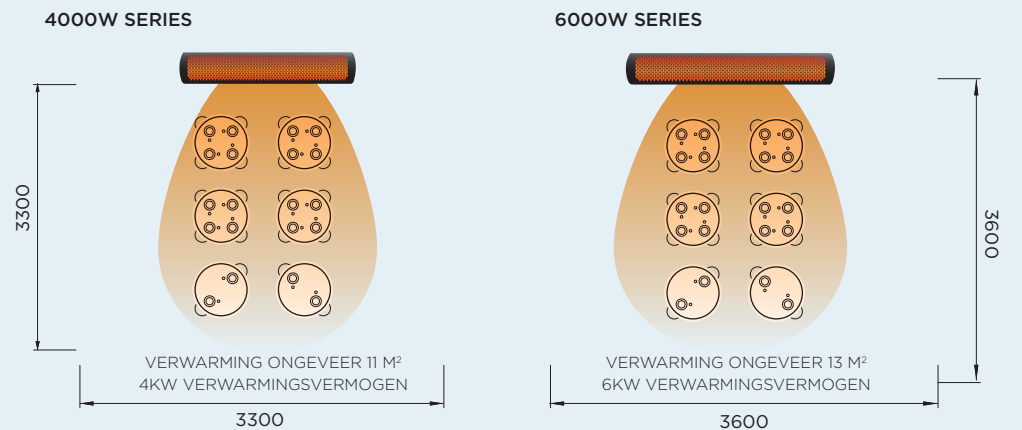 4000W SERIES
3300
VERWARMING ONGEVEER 11 M²
4KW VERWARMINGSVERMOGEN
3300
6000W SERIES
3600
VERWARMING ONGEVEER 13 M²
6KW VERWARMINGSVERMOGEN
3600